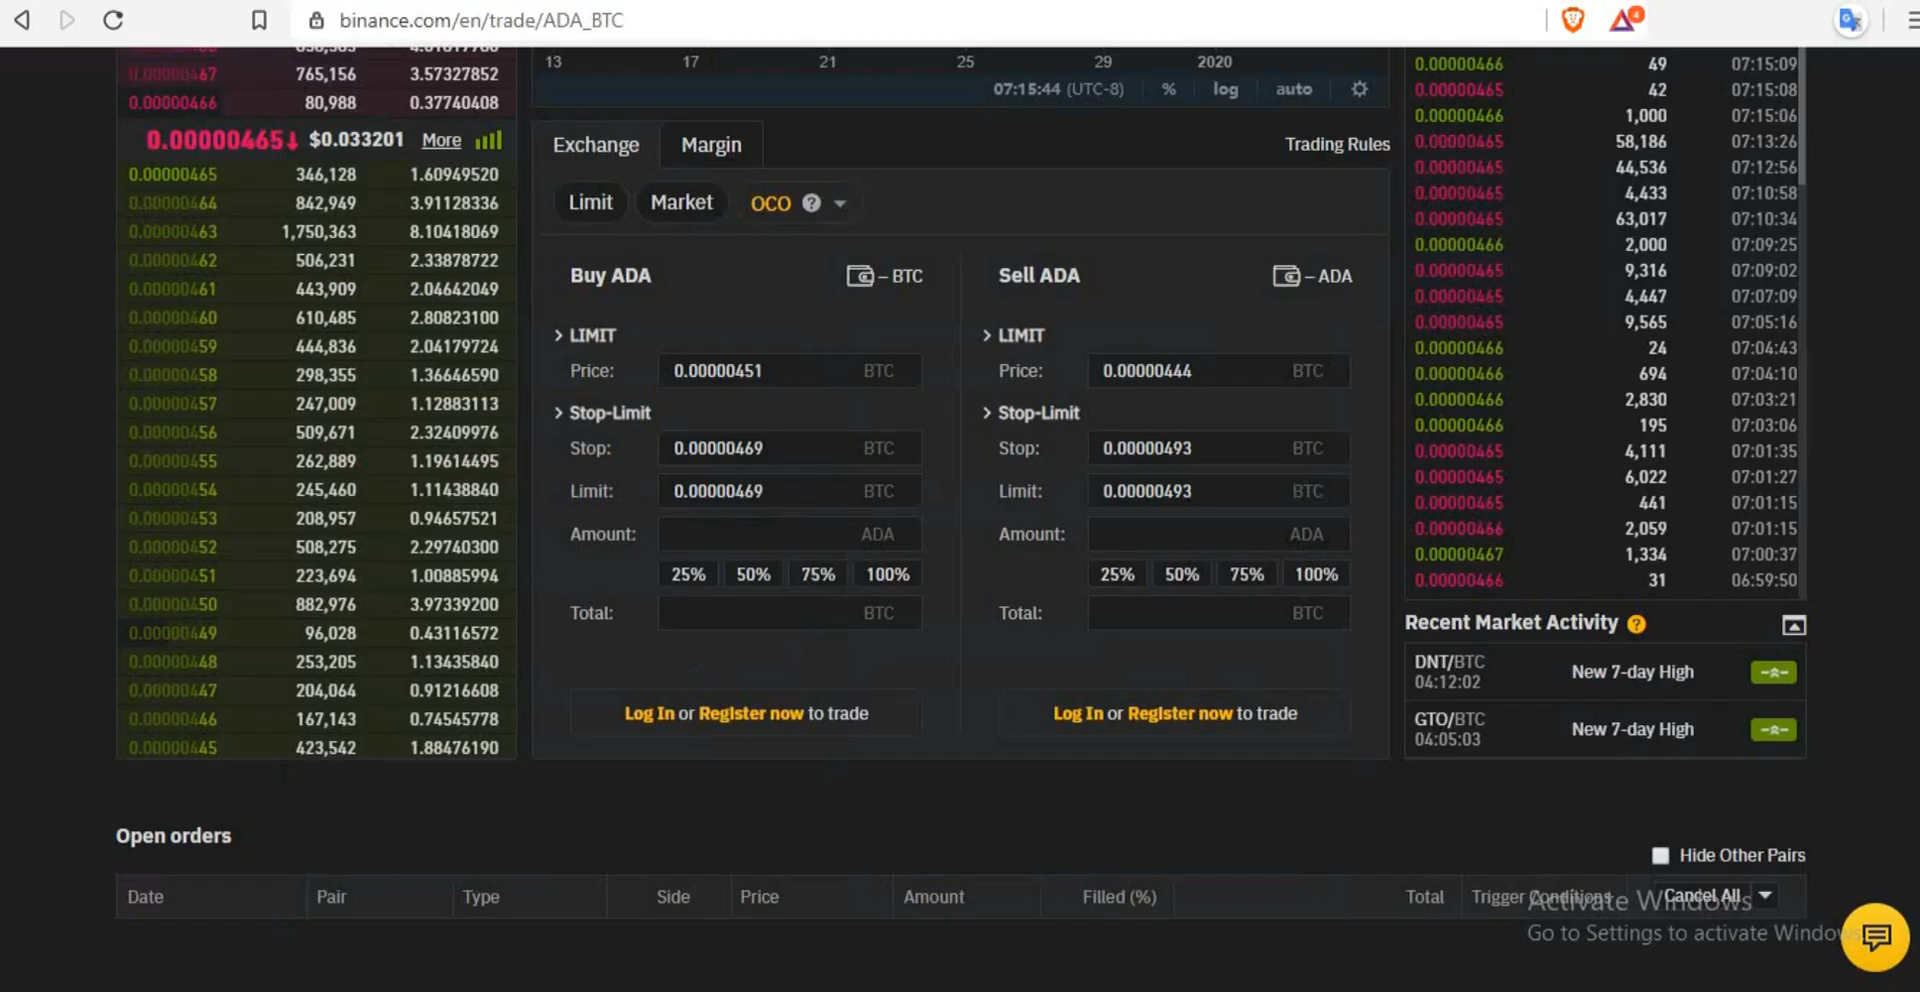 binance.com/en/trade/ADA_BTC
4
0.00000467 765,156 3.57327852
0.00000466 80,988 0.37740408
0.00000465↓ $0.033201 More
0.00000465 346,128 1.60949520
0.00000464 842,949 3.91128336
0.00000463 1,750,363 8.10418069
0.00000462 506,231 2.33878722
0.00000461 443,909 2.04642049
0.00000460 610,485 2.80823100
0.00000459 444,836 2.04179724
0.00000458 298,355 1.36646590
0.00000457 247,009 1.12883113
0.00000456 509,671 2.32409976
0.00000455 262,889 1.19614495
0.00000454 245,460 1.11438840
0.00000453 208,957 0.94657521
0.00000452 508,275 2.29740300
0.00000451 223,694 1.00885994
0.00000450 882,976 3.97339200
0.00000449 96,028 0.43116572
0.00000448 253,205 1.13435840
0.00000447 204,064 0.91216608
0.00000446 167,143 0.74545778
0.00000445 423,542 1.88476190
13 17 21 25 29 2020
07:15:44 (UTC-8) % log auto
Exchange Margin Trading Rules
Limit Market OCO ?
Buy ADA – BTC
> LIMIT
Price: 0.00000451 BTC
> Stop-Limit
Stop: 0.00000469 BTC
Limit: 0.00000469 BTC
Amount: ADA
25% 50% 75% 100%
Total: BTC
Log In or Register now to trade
Sell ADA – ADA
> LIMIT
Price: 0.00000444 BTC
> Stop-Limit
Stop: 0.00000493 BTC
Limit: 0.00000493 BTC
Amount: ADA
25% 50% 75% 100%
Total: BTC
Log In or Register now to trade
0.00000466 49 07:15:09
0.00000465 42 07:15:08
0.00000466 1,000 07:15:06
0.00000465 58,186 07:13:26
0.00000465 44,536 07:12:56
0.00000465 4,433 07:10:58
0.00000465 63,017 07:10:34
0.00000466 2,000 07:09:25
0.00000465 9,316 07:09:02
0.00000465 4,447 07:07:09
0.00000465 9,565 07:05:16
0.00000466 24 07:04:43
0.00000466 694 07:04:10
0.00000466 2,830 07:03:21
0.00000466 195 07:03:06
0.00000465 4,111 07:01:35
0.00000465 6,022 07:01:27
0.00000465 441 07:01:15
0.00000466 2,059 07:01:15
0.00000467 1,334 07:00:37
0.00000466 31 06:59:50
Recent Market Activity ?
DNT/BTC New 7-day High
04:12:02
GTO/BTC New 7-day High
04:05:03
Open orders
Hide Other Pairs
Date Pair Type Side Price Amount Filled (%) Total Trigger Conditions Cancel All
Activate Windows
Go to Settings to activate Windows